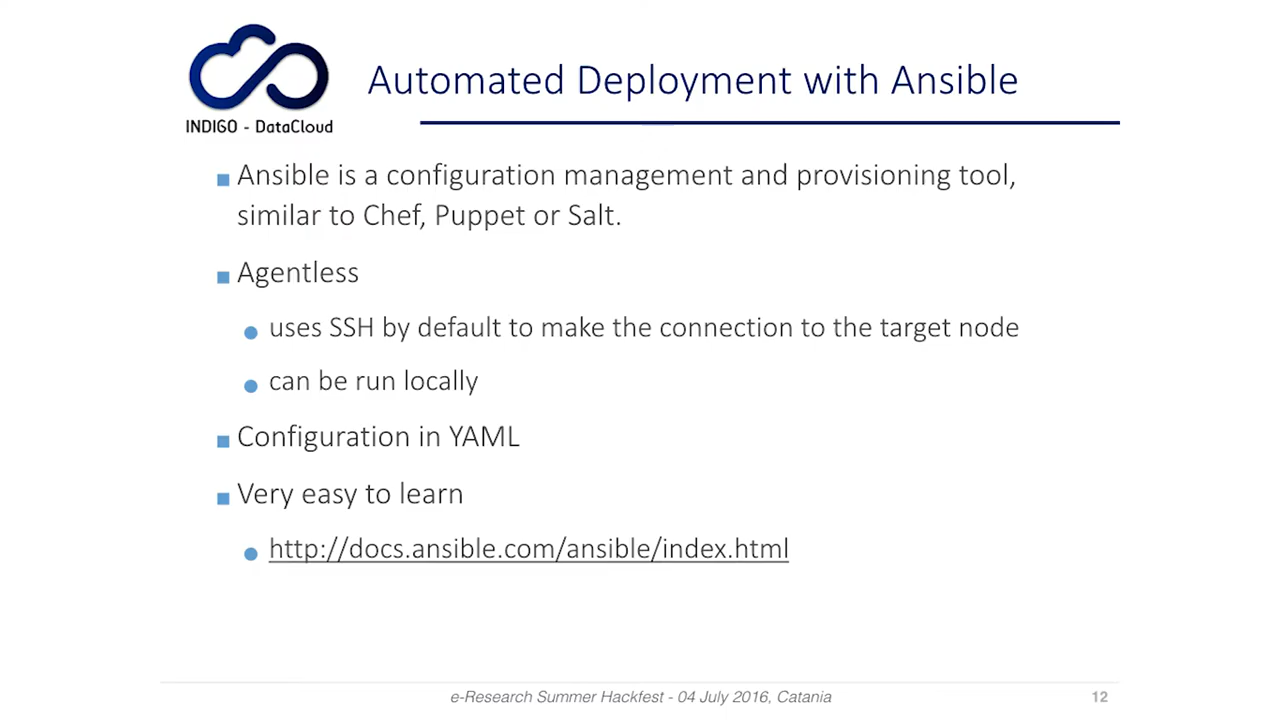 INDIGO - DataCloud
Automated Deployment with Ansible
Ansible is a configuration management and provisioning tool,
similar to Chef, Puppet or Salt.
Agentless
uses SSH by default to make the connection to the target node
can be run locally
Configuration in YAML
Very easy to learn
http://docs.ansible.com/ansible/index.html
e-Research Summer Hackfest - 04 July 2016, Catania
12